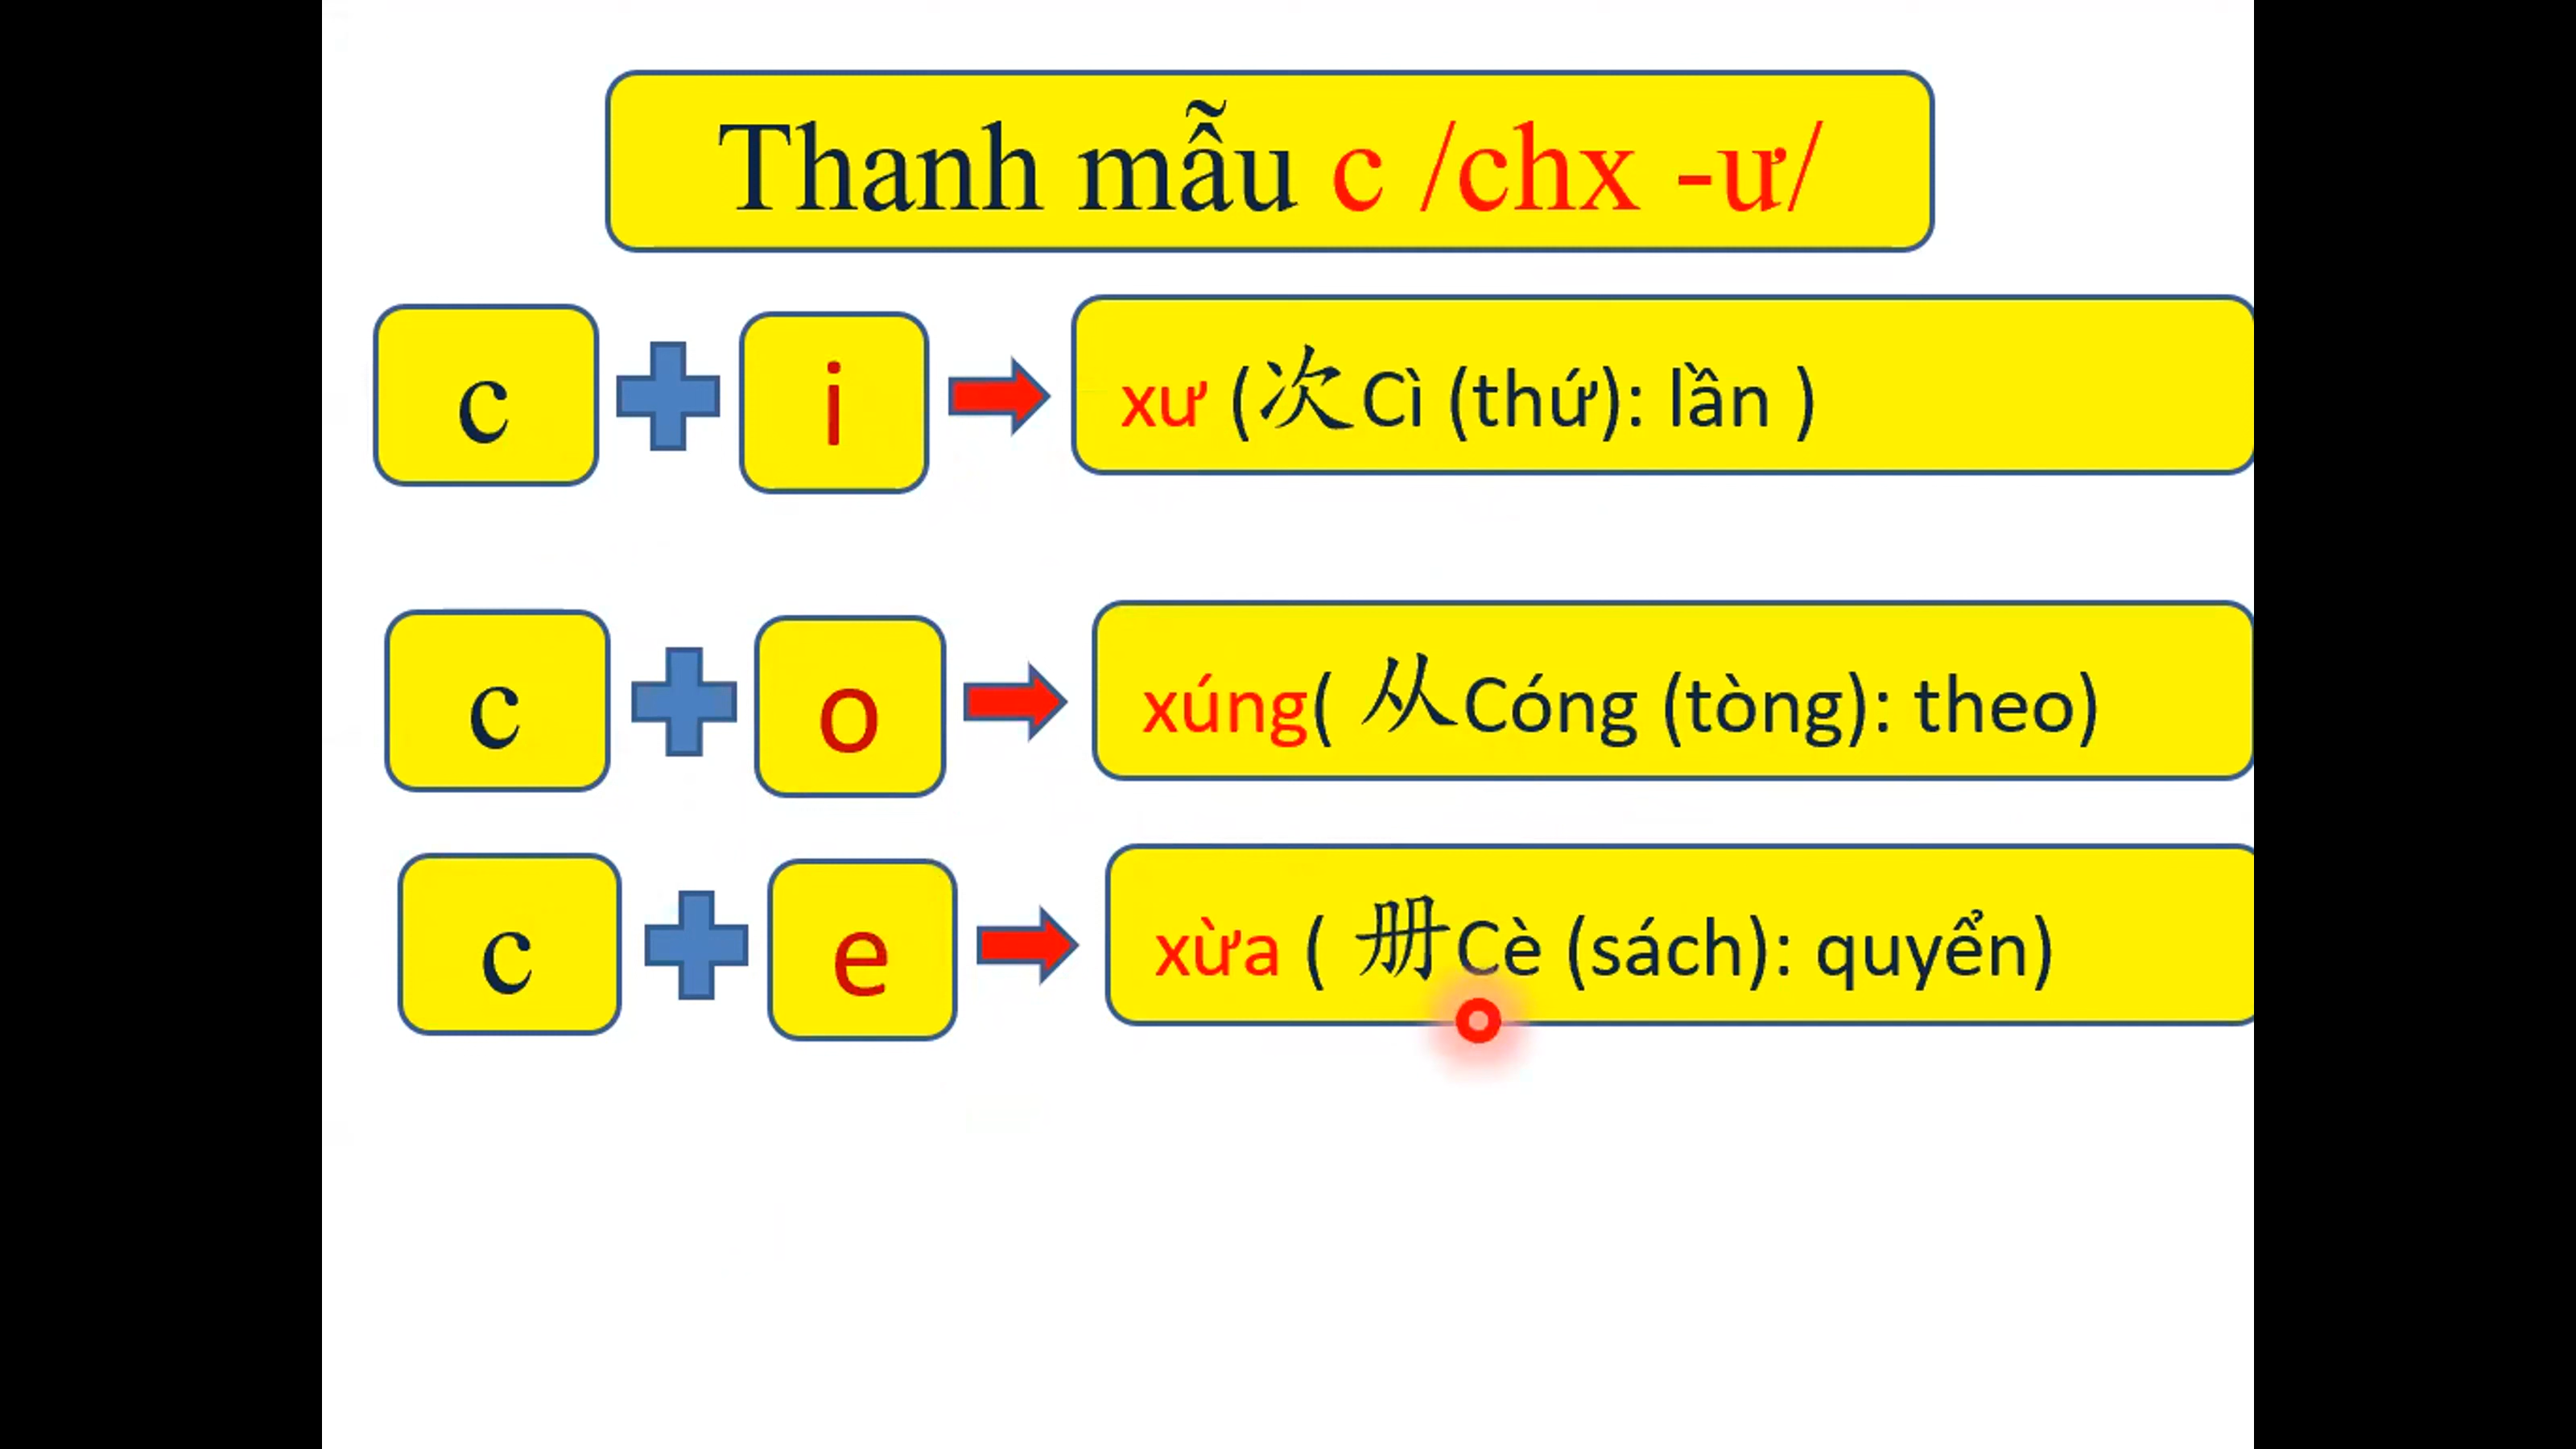 Thanh mẫu c /chx -ư/
c i xư (次Cì (thứ): lần )
c o xúng( 从Cóng (tòng): theo)
c e xừa ( 册Cè (sách): quyển)